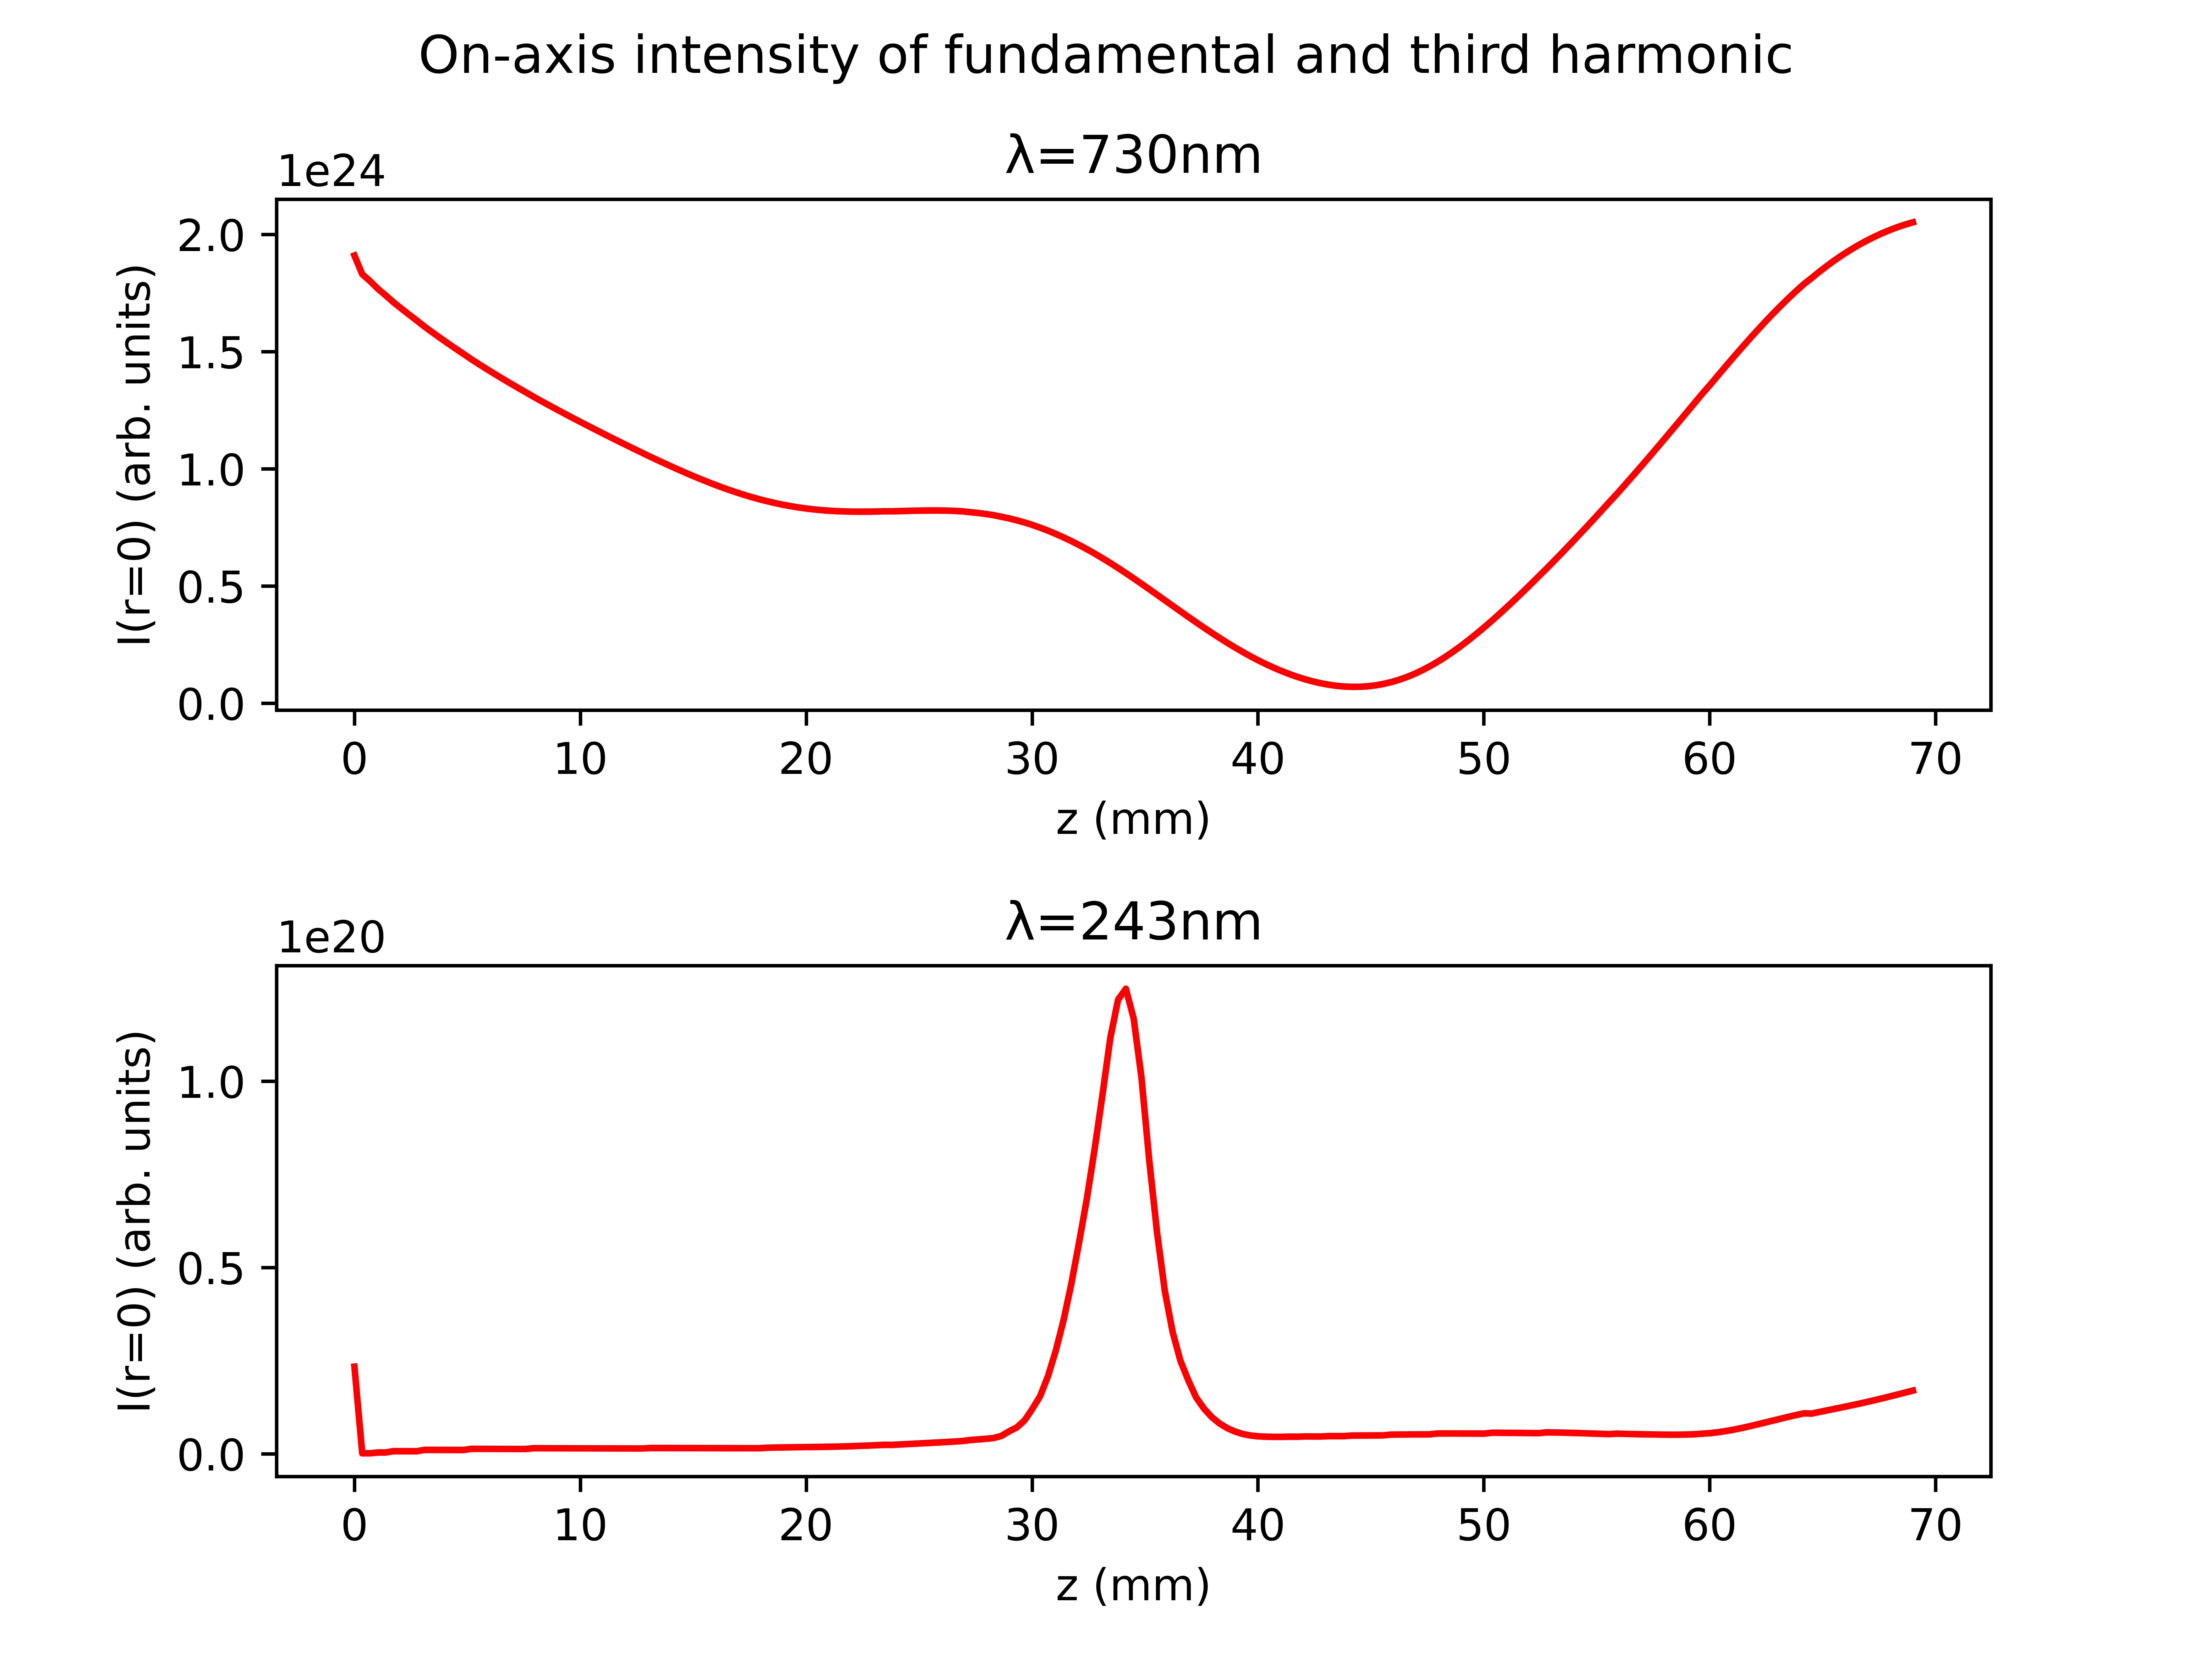 On-axis intensity of fundamental and third harmonic
λ=730nm
1e24
I(r=0) (arb. units)
2.0
1.5
1.0
0.5
0.0
0 10 20 30 40 50 60 70
z (mm)
λ=243nm
1e20
I(r=0) (arb. units)
1.0
0.5
0.0
0 10 20 30 40 50 60 70
z (mm)